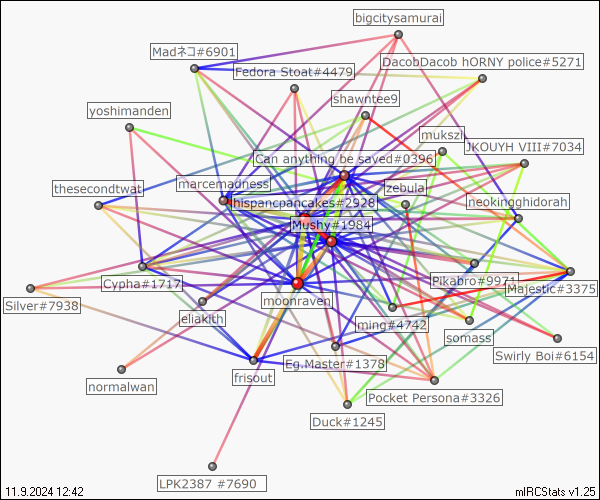 bigcitysamurai
Madネコ#6901
DacobDacob hORNY police#5271
Fedora Stoat#4479
shawntee9
yoshimanden
mukszi
JKOUYH VIII#7034
Can anything be saved#0396
marcemadness
zebula
thesecondtwat
hispancpancakes#2928
neokingghidorah
Mushy#1984
Cypha#1717
Pikabro#9971
Majestic#3375
moonraven
Silver#7938
eliakith
ming#4742
somass
Swirly Boi#6154
Eg.Master#1378
frisout
normalwan
Pocket Persona#3326
Duck#1245
LPK2387 #7690
11.9.2024 12:42
mIRCStats v1.25